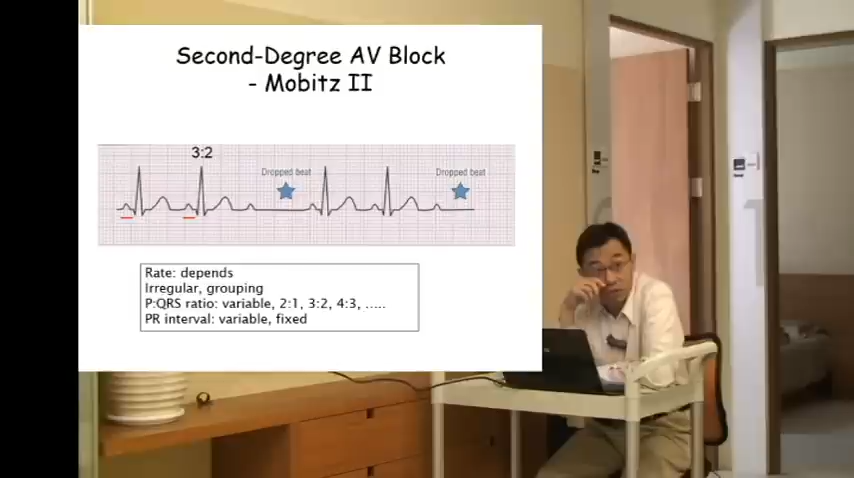 Second-Degree AV Block
- Mobitz II
3:2
Dropped beat
Dropped beat
Rate: depends
Irregular, grouping
P:QRS ratio: variable, 2:1, 3:2, 4:3, .....
PR interval: variable, fixed